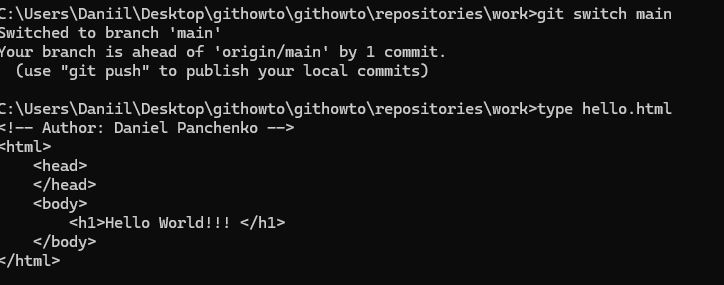 C:\Users\Daniil\Desktop\githowto\githowto\repositories\work>git switch main
Switched to branch 'main'
Your branch is ahead of 'origin/main' by 1 commit.
  (use "git push" to publish your local commits)

C:\Users\Daniil\Desktop\githowto\githowto\repositories\work>type hello.html
<!-- Author: Daniel Panchenko -->
<html>
    <head>
    </head>
    <body>
        <h1>Hello World!!! </h1>
    </body>
</html>